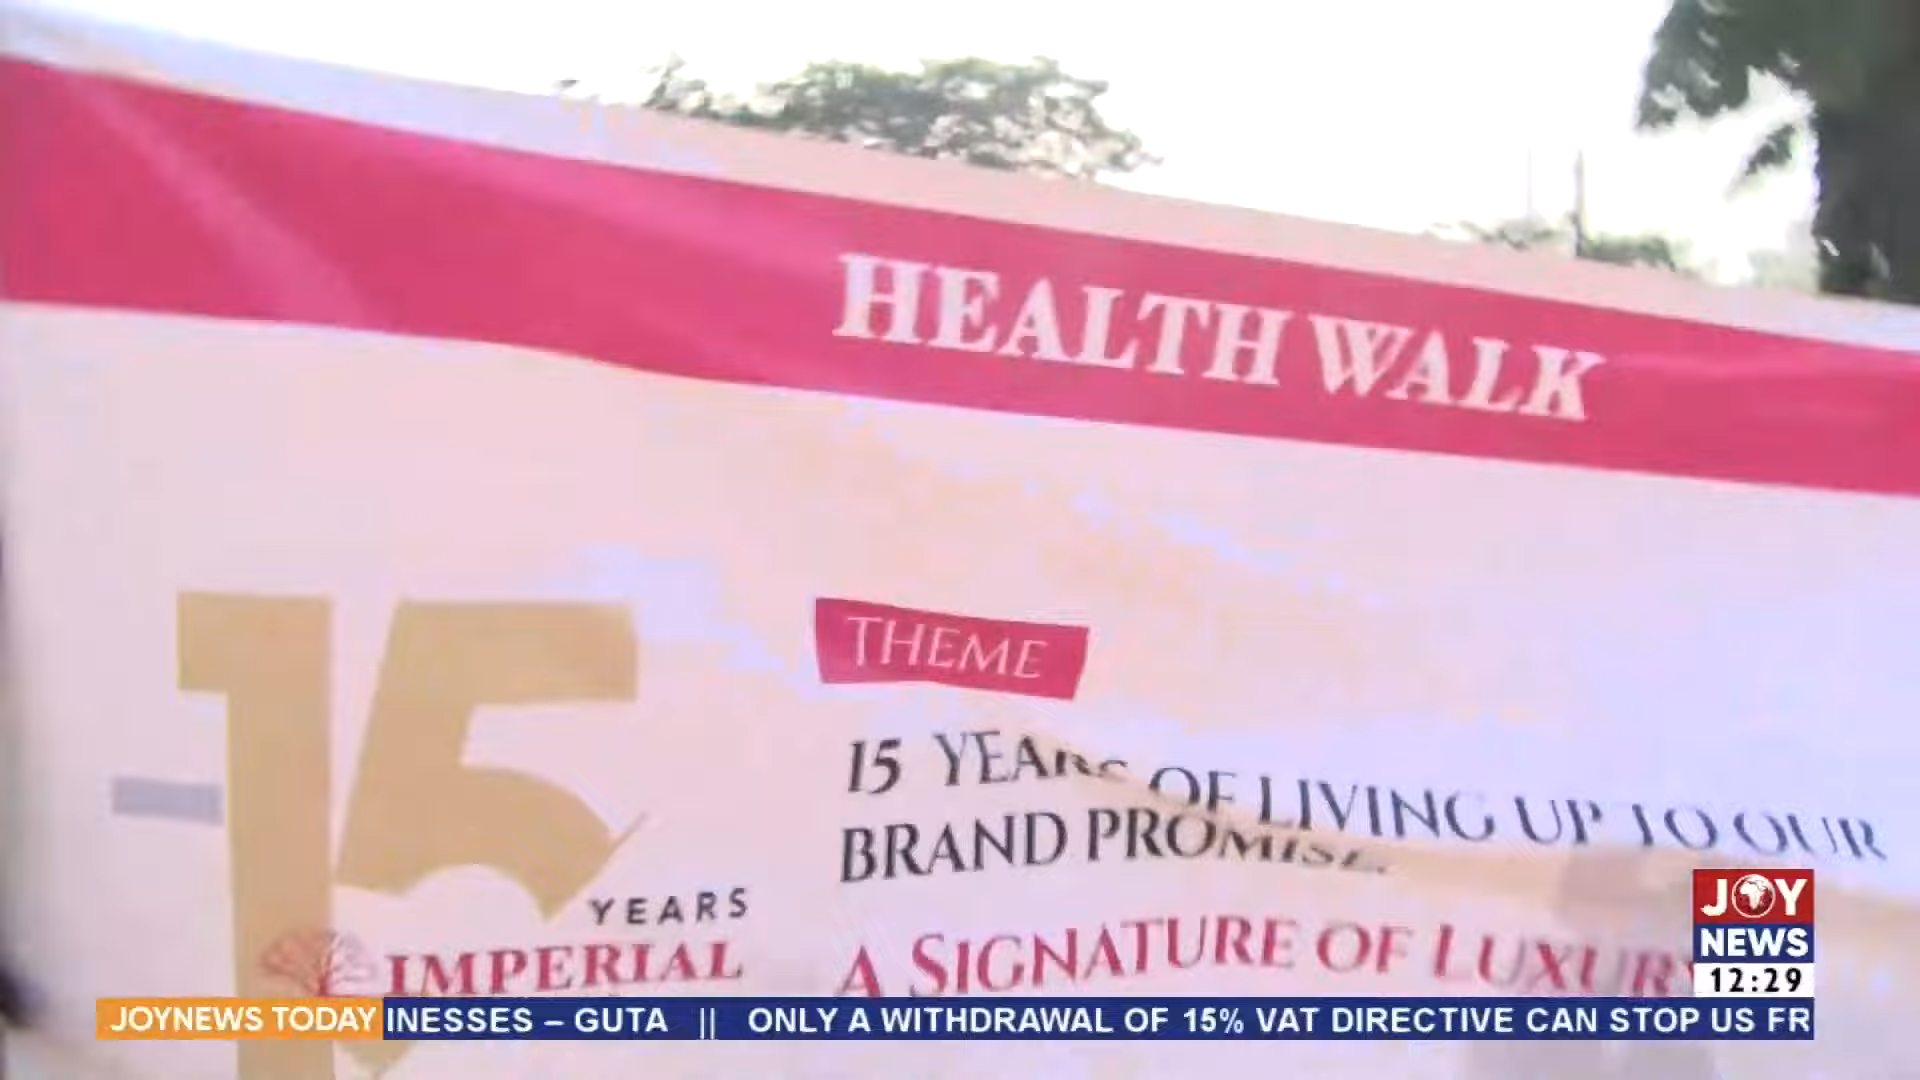 HEALTH WALK
THEME
15 YEARS OF LIVING UP TO OUR
BRAND PROMISE.
A SIGNATURE OF LUXURY
15
YEARS
IMPERIAL
JOY
NEWS
12:29
JOYNEWS TODAY
INESSES – GUTA || ONLY A WITHDRAWAL OF 15% VAT DIRECTIVE CAN STOP US FR